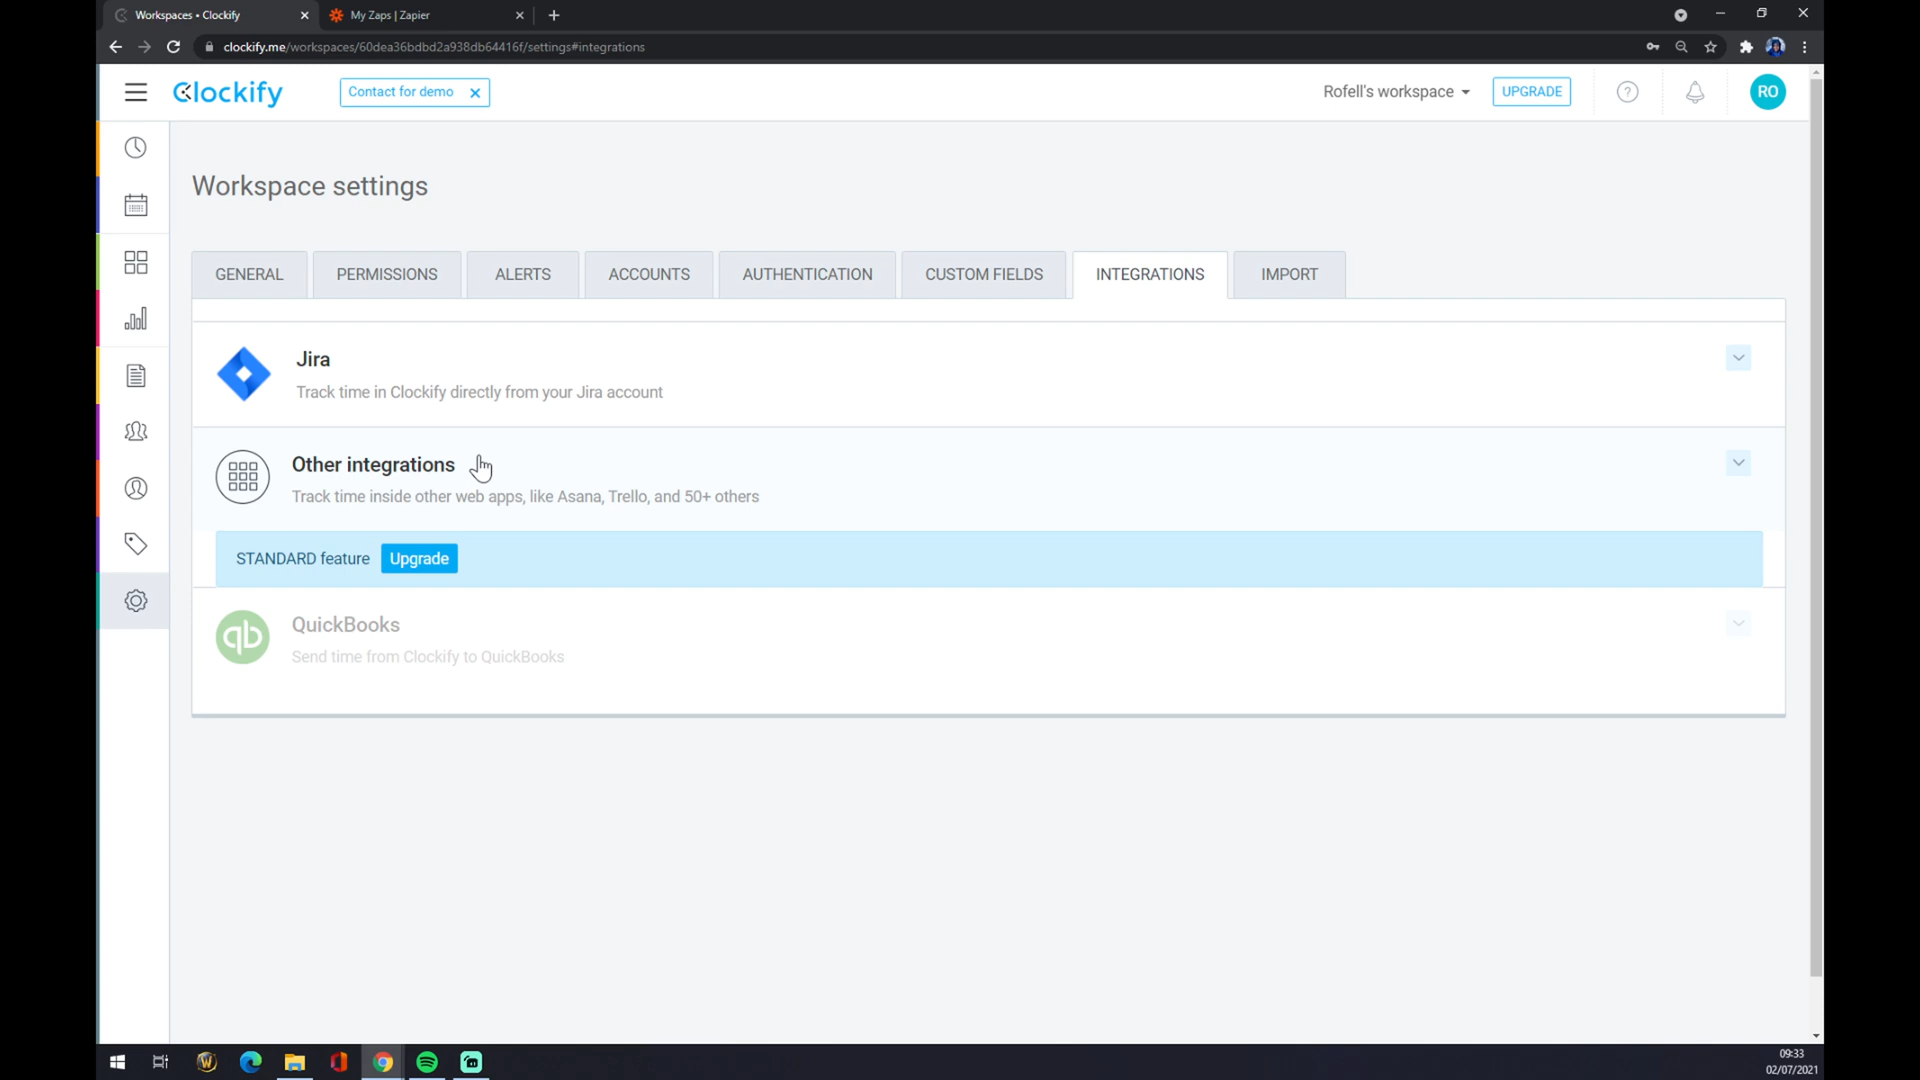 Workspaces • Clockify
My Zaps | Zapier
clockify.me/workspaces/60dea36bdbd2a938db64416f/settings#integrations
Clockify
Contact for demo
Rofell's workspace
UPGRADE
RO
Workspace settings
GENERAL
PERMISSIONS
ALERTS
ACCOUNTS
AUTHENTICATION
CUSTOM FIELDS
INTEGRATIONS
IMPORT
Jira
Track time in Clockify directly from your Jira account
Other integrations
Track time inside other web apps, like Asana, Trello, and 50+ others
STANDARD feature Upgrade
qb
QuickBooks
Send time from Clockify to QuickBooks
09:33
02/07/2021